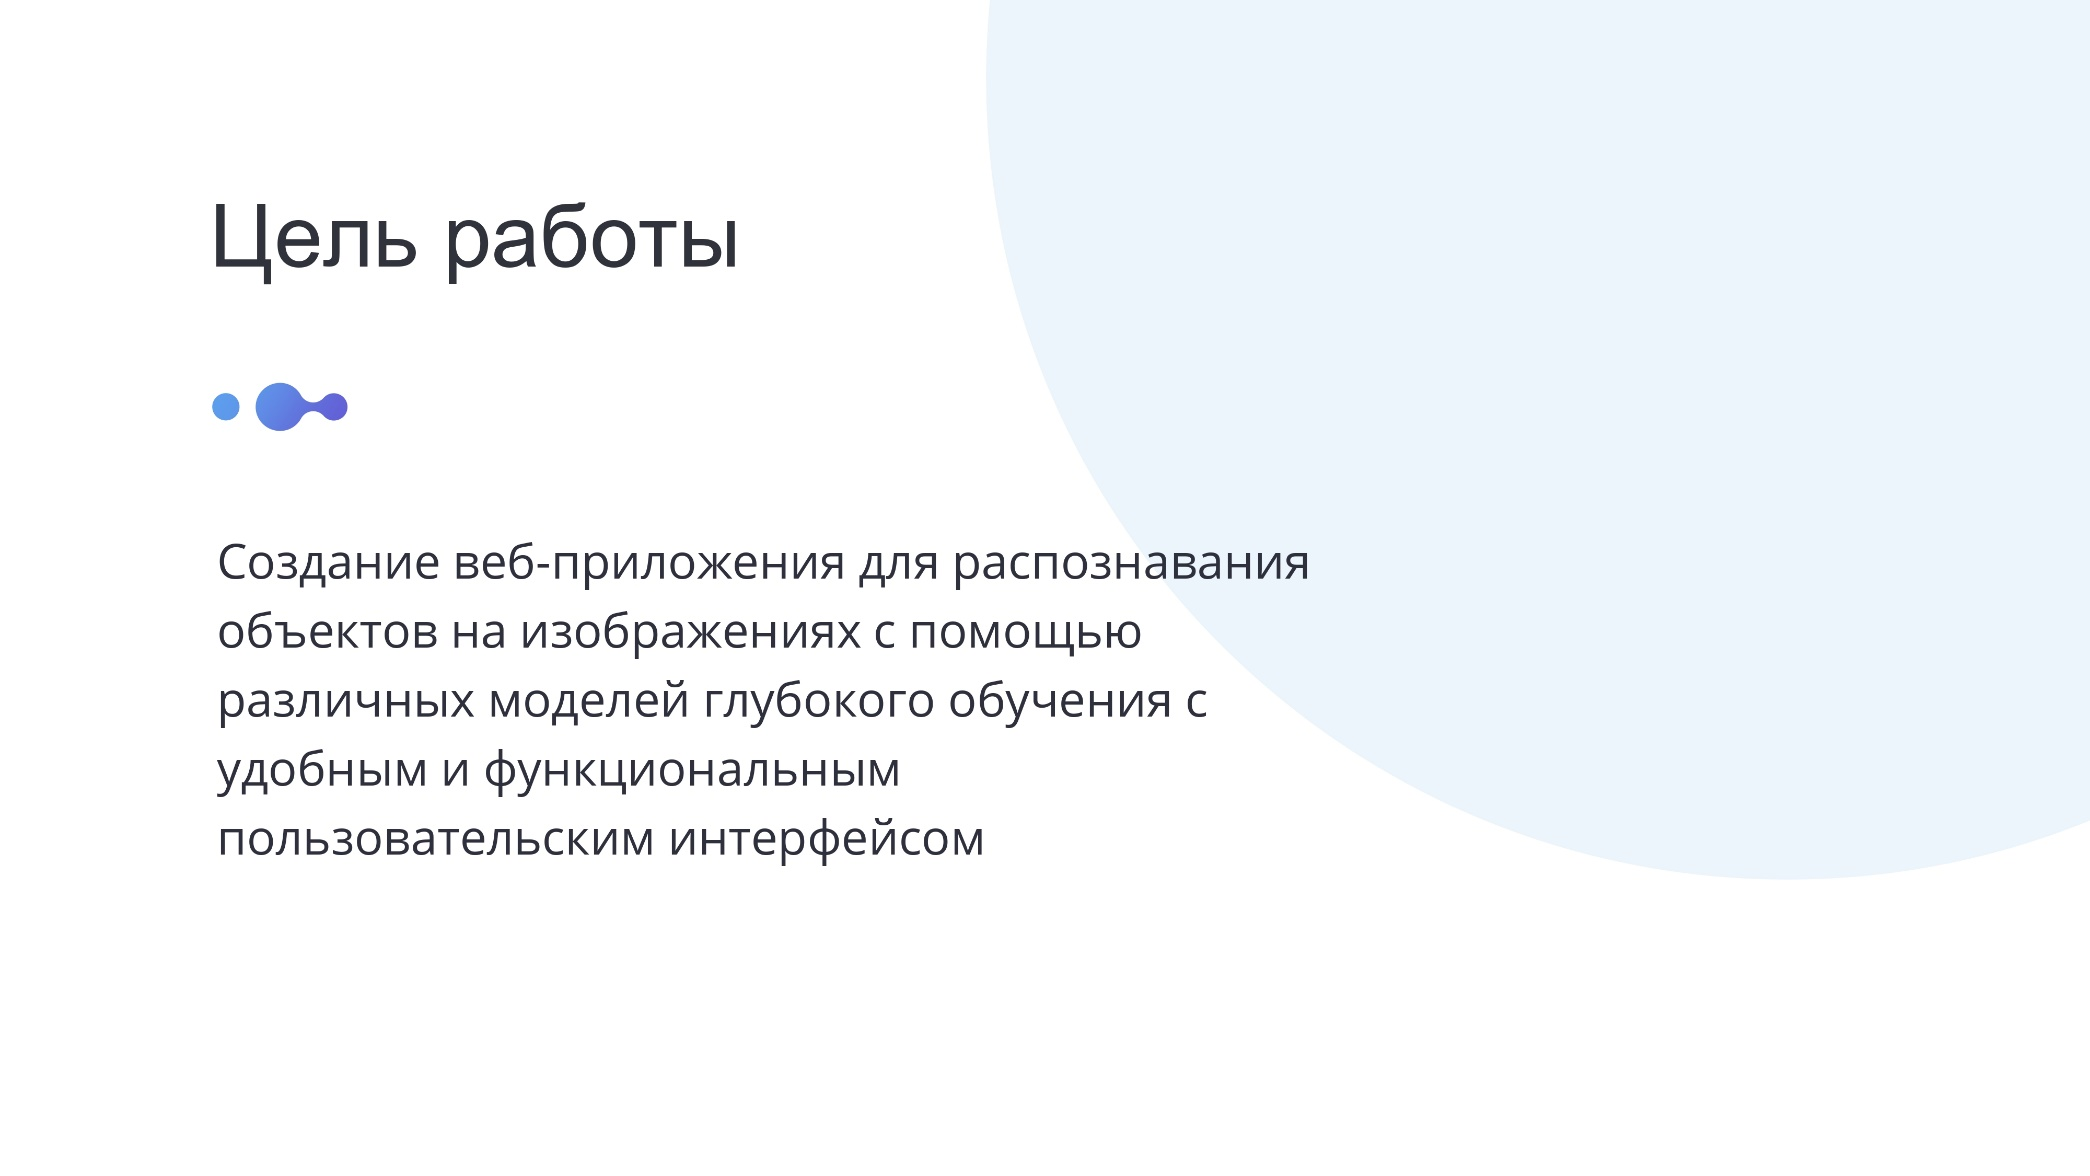 Цель работы
Создание веб-приложения для распознавания
объектов на изображениях с помощью
различных моделей глубокого обучения с
удобным и функциональным
пользовательским интерфейсом